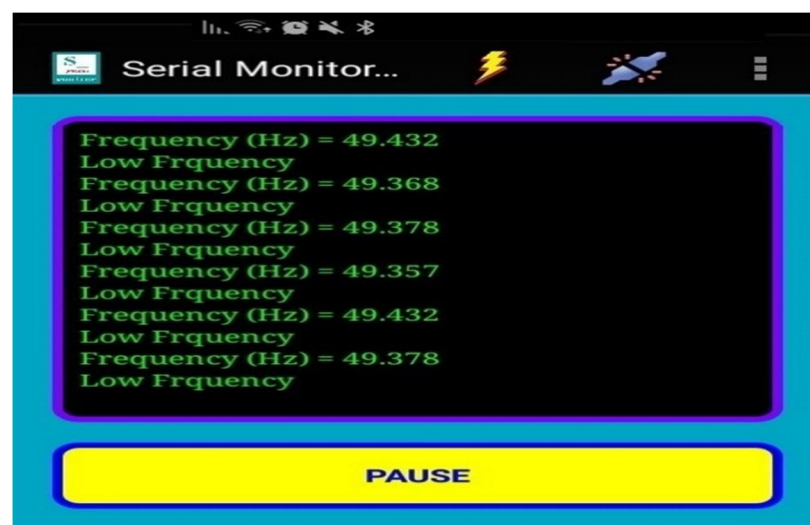 Serial Monitor...
Frequency (Hz) = 49.432
Low Frquency
Frequency (Hz) = 49.368
Low Frquency
Frequency (Hz) = 49.378
Low Frquency
Frequency (Hz) = 49.357
Low Frquency
Frequency (Hz) = 49.432
Low Frquency
Frequency (Hz) = 49.378
Low Frquency
PAUSE